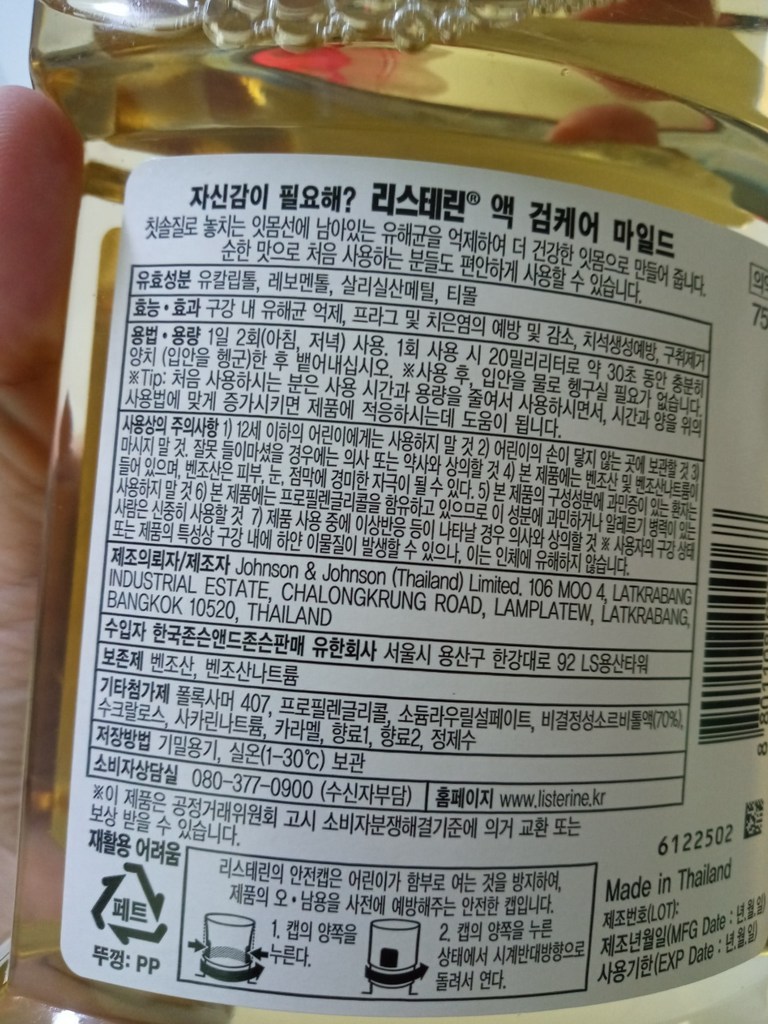 자신감이 필요해? 리스테린® 액 검케어 마일드
칫솔질로 놓치는 잇몸선에 남아있는 유해균을 억제하여 더 건강한 잇몸으로 만들어 줍니다.
순한 맛으로 처음 사용하는 분들도 편안하게 사용할 수 있습니다.
유효성분 유칼립톨, 레보멘톨, 살리실산메틸, 티몰
효능•효과 구강 내 유해균 억제, 프라그 및 치은염의 예방 및 감소, 치석생성예방, 구취제거
용법•용량 1일 2회(아침, 저녁) 사용. 1회 사용 시 20밀리리터로 약 30초 동안 충분히
양치 (입안을 헹굼)한 후 뱉어내십시오. ※사용 후, 입안을 물로 헹구실 필요가 없습니다.
※Tip: 처음 사용하시는 분은 사용 시간과 용량을 줄여서 사용하시면서, 시간과 양을 위의
사용법에 맞게 증가시키면 제품에 적응하시는데 도움이 됩니다.
사용상의 주의사항 1) 12세 이하의 어린이에게는 사용하지 말 것 2) 어린이의 손이 닿지 않는 곳에 보관할 것 3)
마시지 말 것. 잘못 들이마셨을 경우에는 의사 또는 약사와 상의할 것 4) 본 제품에는 벤조산 및 벤조산나트륨이
들어 있으며, 벤조산은 피부, 눈, 점막에 경미한 자극이 될 수 있다. 5) 본 제품의 구성성분에 과민증이 있는 환자는
사용하지 말 것 6) 본 제품에는 프로필렌글리콜을 함유하고 있으므로 이 성분에 과민하거나 알레르기 병력이 있는
사람은 신중히 사용할 것 7) 제품 사용 중에 이상반응 등이 나타날 경우 의사와 상의할 것 ※ 사용자의 구강 상태
또는 제품의 특성상 구강 내에 하얀 이물질이 발생할 수 있으나, 이는 인체에 유해하지 않습니다.
제조의뢰자/제조자 Johnson & Johnson (Thailand) Limited. 106 MOO 4, LATKRABANG
INDUSTRIAL ESTATE, CHALONGKRUNG ROAD, LAMPLATEW, LATKRABANG,
BANGKOK 10520, THAILAND
수입자 한국존슨앤드존슨판매 유한회사 서울시 용산구 한강대로 92 LS용산타워
보존제 벤조산, 벤조산나트륨
기타첨가제 폴록사머 407, 프로필렌글리콜, 소듐라우릴설페이트, 비결정성소르비톨액(70%),
수크랄로스, 사카린나트륨, 카라멜, 향료1, 향료2, 정제수
저장방법 기밀용기, 실온(1-30℃) 보관
소비자상담실 080-377-0900 (수신자부담) 홈페이지 www.listerine.kr
※이 제품은 공정거래위원회 고시 소비자분쟁해결기준에 의거 교환 또는
보상 받을 수 있습니다.
재활용 어려움
페트
뚜껑: PP
리스테린의 안전캡은 어린이가 함부로 여는 것을 방지하여,
제품의 오•남용을 사전에 예방해주는 안전한 캡입니다.
1. 캡의 양쪽을
누른다.
2. 캡의 양쪽을 누른
상태에서 시계반대방향으로
돌려서 연다.
6122502
Made in Thailand
제조번호(LOT):
제조년월일(MFG Date : 년.월.일)
사용기한(EXP Date : 년.월.일)
75